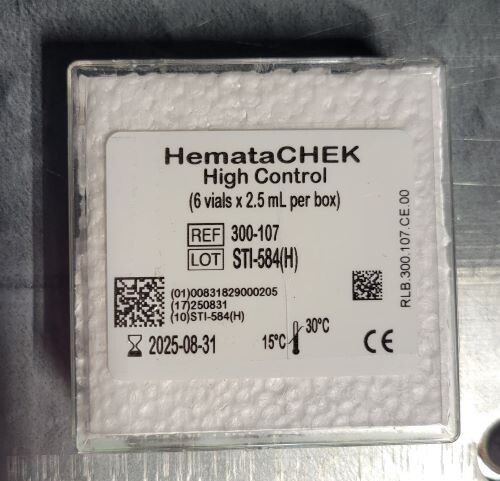 HemataCHEK
High Control
(6 vials x 2.5 mL per box)
REF 300-107
LOT STI-584(H)
(01)00831829000205
(17)250831
(10)STI-584(H)
2025-08-31
15°C 30°C
CE
RLB.300.107.CE.00